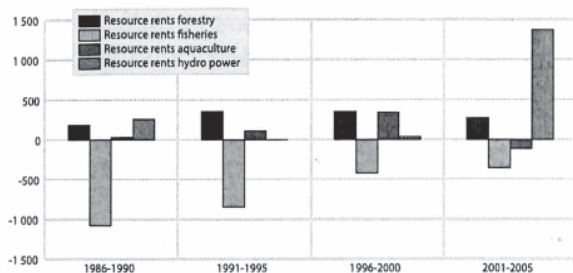 1 500
1 000
500
0
-500
-1 000
-1 500
Resource rents forestry
Resource rents fisheries
Resource rents aquaculture
Resource rents hydro power
1986-1990
1991-1995
1996-2000
2001-2005